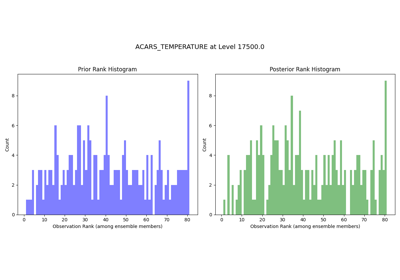 ACARS_TEMPERATURE at Level 17500.0
Prior Rank Histogram
Posterior Rank Histogram
Count
8
6
4
2
0
0 10 20 30 40 50 60 70 80
Observation Rank (among ensemble members)
Count
8
6
4
2
0
0 10 20 30 40 50 60 70 80
Observation Rank (among ensemble members)